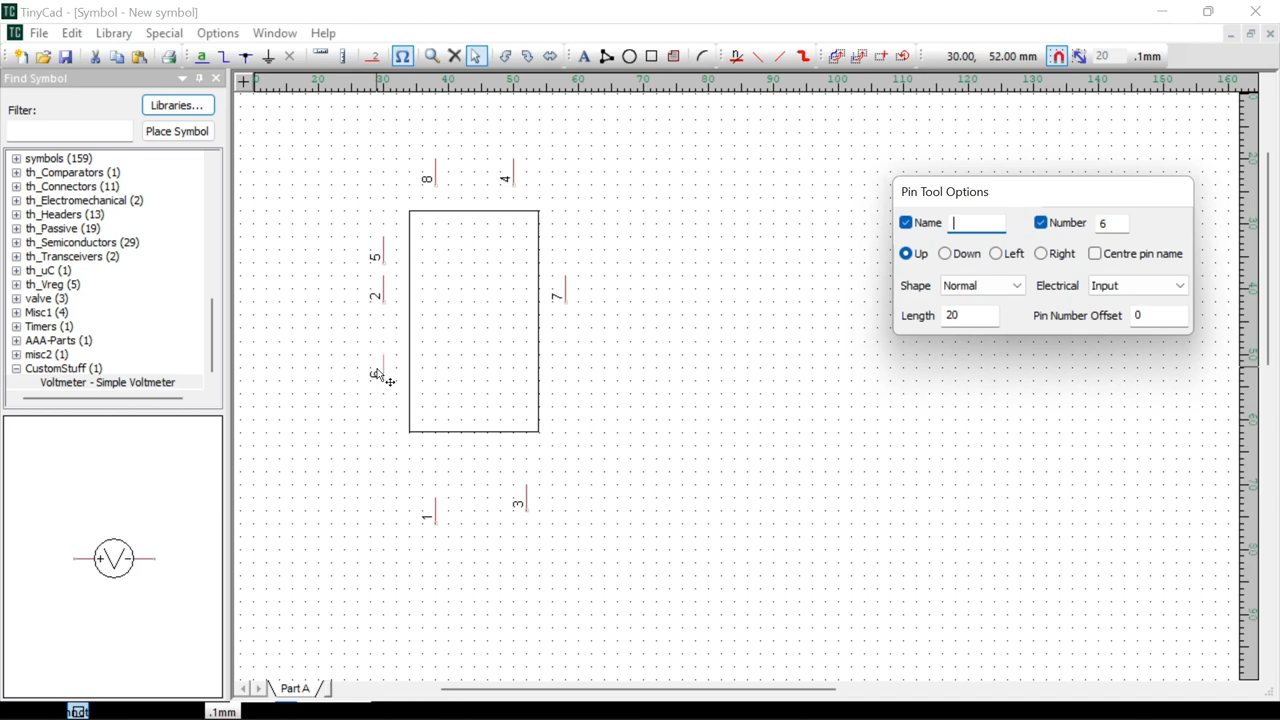 TinyCad - [Symbol - New symbol]
File Edit Library Special Options Window Help
30.00, 52.00 mm 20 .1mm
Find Symbol
Filter:
Libraries...
Place Symbol
symbols (159)
th_Comparators (1)
th_Connectors (11)
th_Electromechanical (2)
th_Headers (13)
th_Passive (19)
th_Semiconductors (29)
th_Transceivers (2)
th_uC (1)
th_Vreg (5)
valve (3)
Misc1 (4)
Timers (1)
AAA-Parts (1)
misc2 (1)
CustomStuff (1)
Voltmeter - Simple Voltmeter
20 30 40 50 60 70 80 90 100 110 120 130 140 150 160
8 4
5
2 7
6
1 3
Pin Tool Options
Name Number 6
Up Down Left Right Centre pin name
Shape Normal Electrical Input
Length 20 Pin Number Offset 0
Part A
.1mm